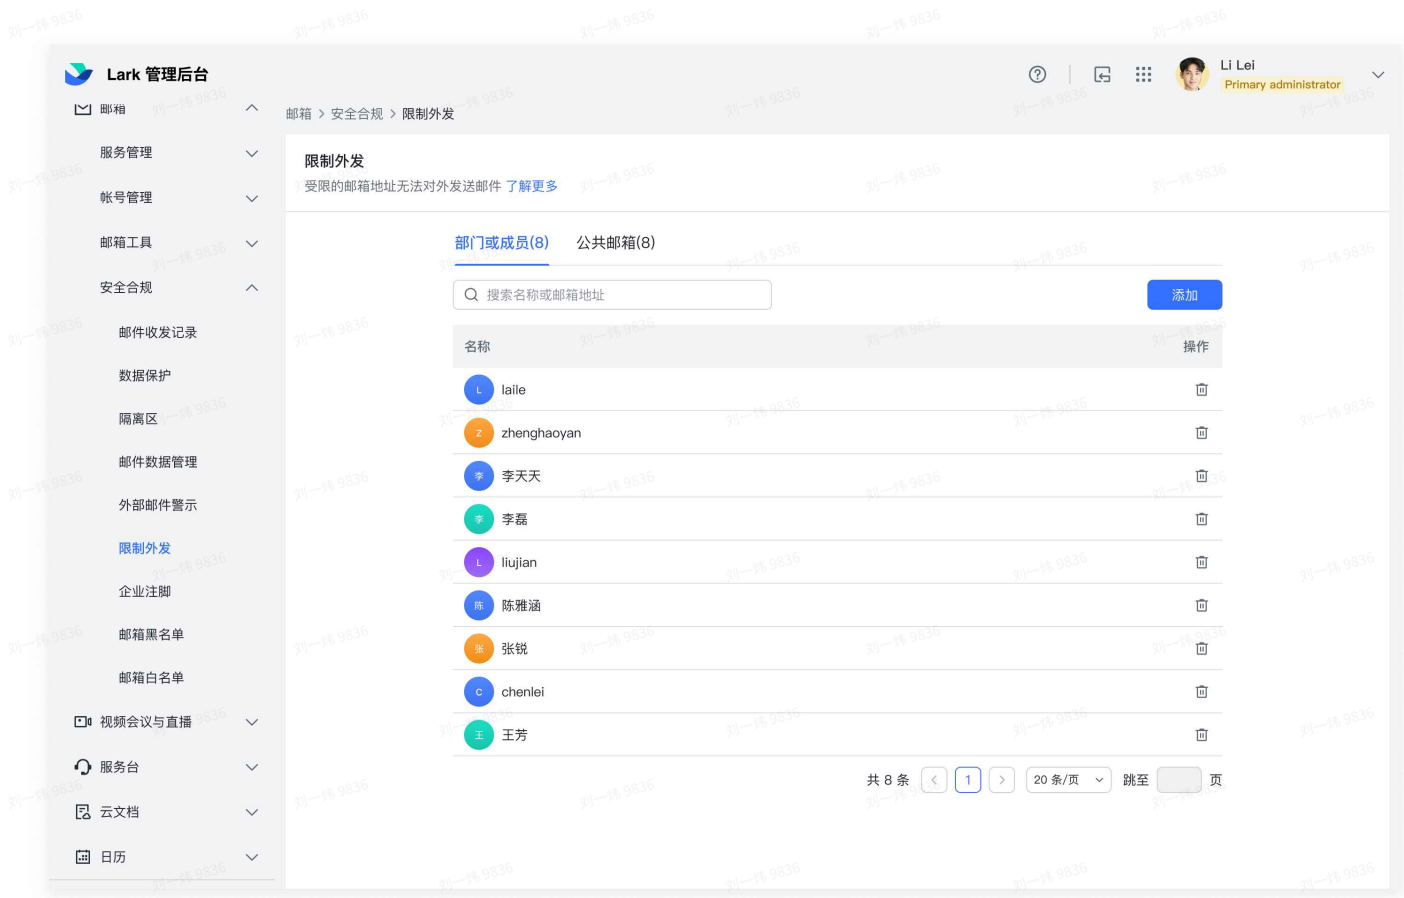 Lark 管理后台
Li Lei
Primary administrator
邮箱
服务管理
帐号管理
邮箱工具
安全合规
邮件收发记录
数据保护
隔离区
邮件数据管理
外部邮件警示
限制外发
企业注脚
邮箱黑名单
邮箱白名单
视频会议与直播
服务台
云文档
日历
邮箱 > 安全合规 > 限制外发
限制外发
受限的邮箱地址无法对外发送邮件 了解更多
部门或成员(8) 公共邮箱(8)
搜索名称或邮箱地址 添加
名称 操作
L laile
Z zhenghaoyan
李 李天天
李 李磊
L liujian
陈 陈雅涵
张 张锐
C chenlei
王 王芳
共 8 条 < 1 > 20 条/页 跳至 页
刘一炜 9836